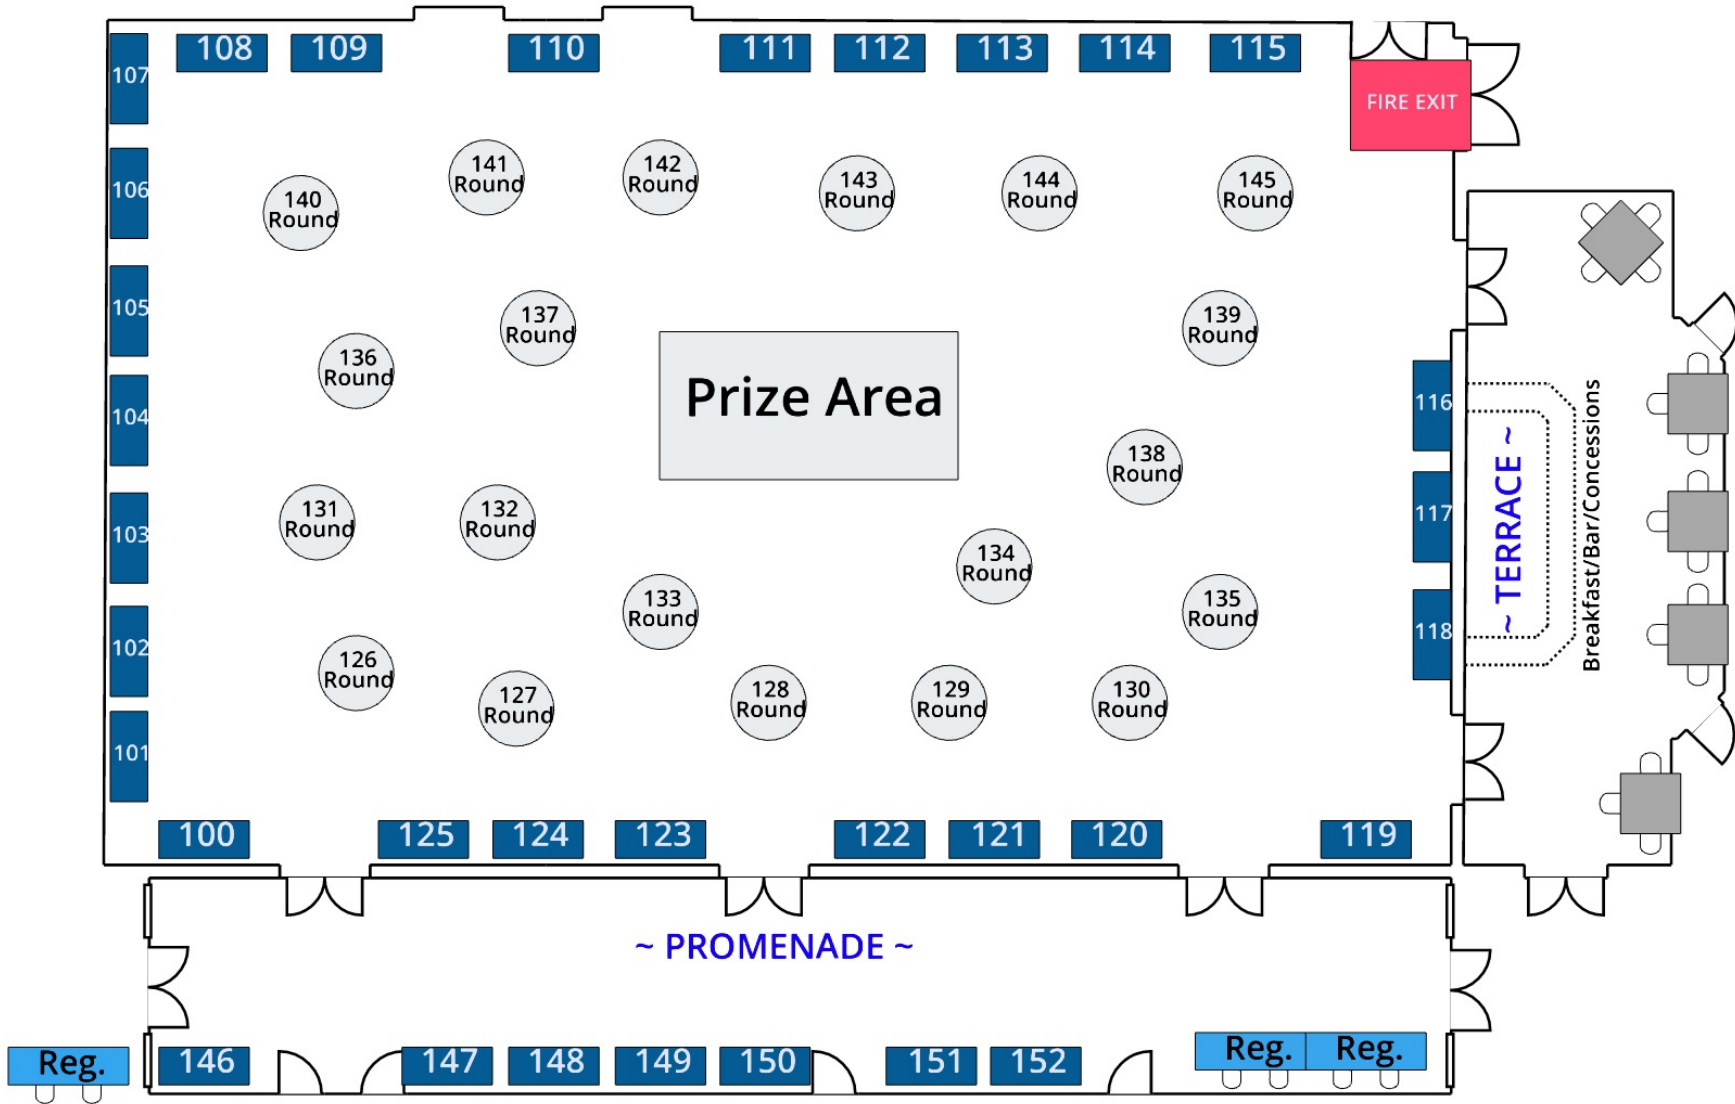 108
109
110
111
112
113
114
115
107
FIRE EXIT
106
141
Round
142
Round
143
Round
144
Round
145
Round
140
Round
105
137
Round
139
Round
136
Round
Prize Area
104
116
138
Round
~ TERRACE ~
Breakfast/Bar/Concessions
103
131
Round
132
Round
117
134
Round
133
Round
135
Round
118
102
126
Round
127
Round
128
Round
129
Round
130
Round
101
100
125
124
123
122
121
120
119
~ PROMENADE ~
Reg.
146
147
148
149
150
151
152
Reg.
Reg.